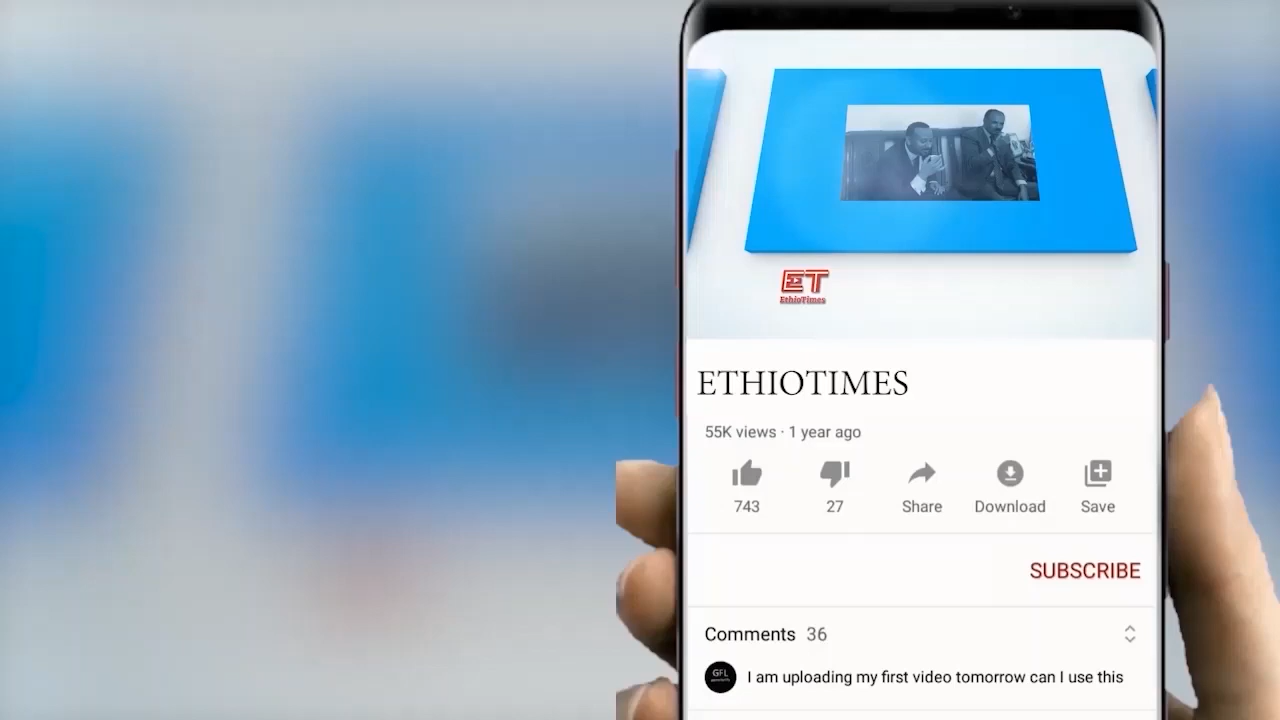 ET
EthioTimes
ETHIOTIMES
55K views · 1 year ago
743
27
Share
Download
Save
SUBSCRIBE
Comments 36
GFL
I am uploading my first video tomorrow can I use this